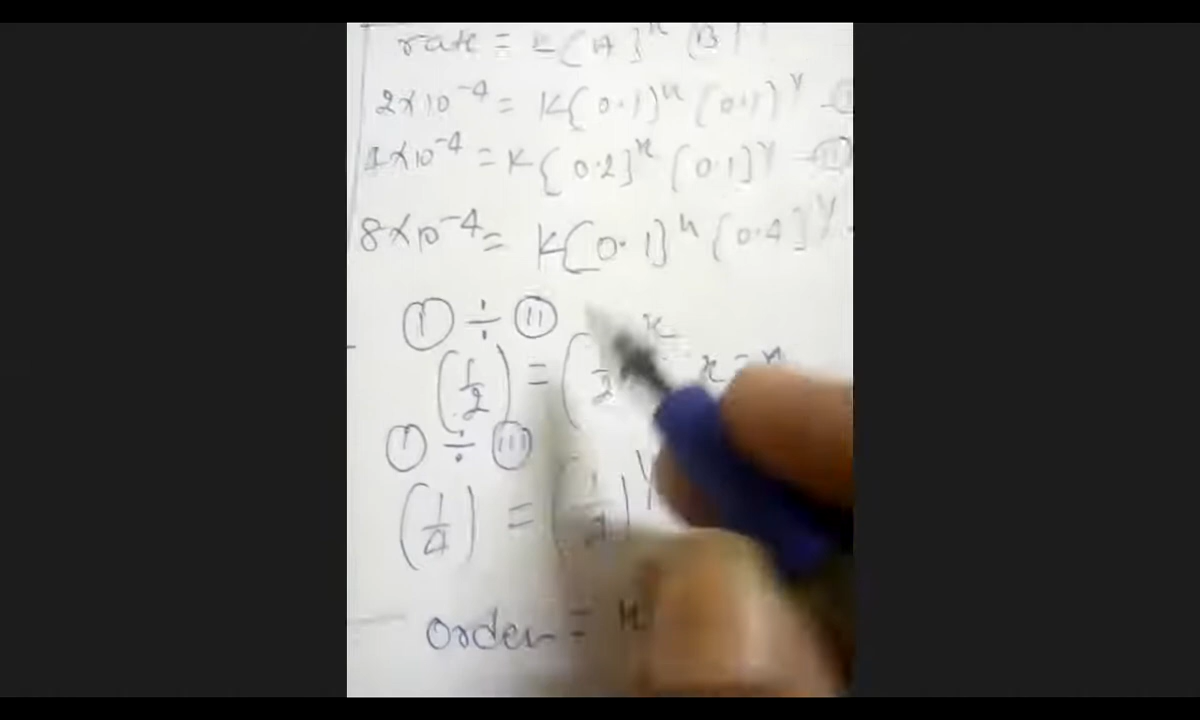 rate = K[A]^x [B]
2×10^-4 = K[0.1]^x [0.1]^y -(I)
4×10^-4 = K[0.2]^x [0.1]^y -(II)
8×10^-4 = K[0.1]^x [0.4]^y
(I) ÷ (II)
(1/2) = ( /2 ^x x =
(I) ÷ (III)
(1/4) = (1/4)^y
order = x